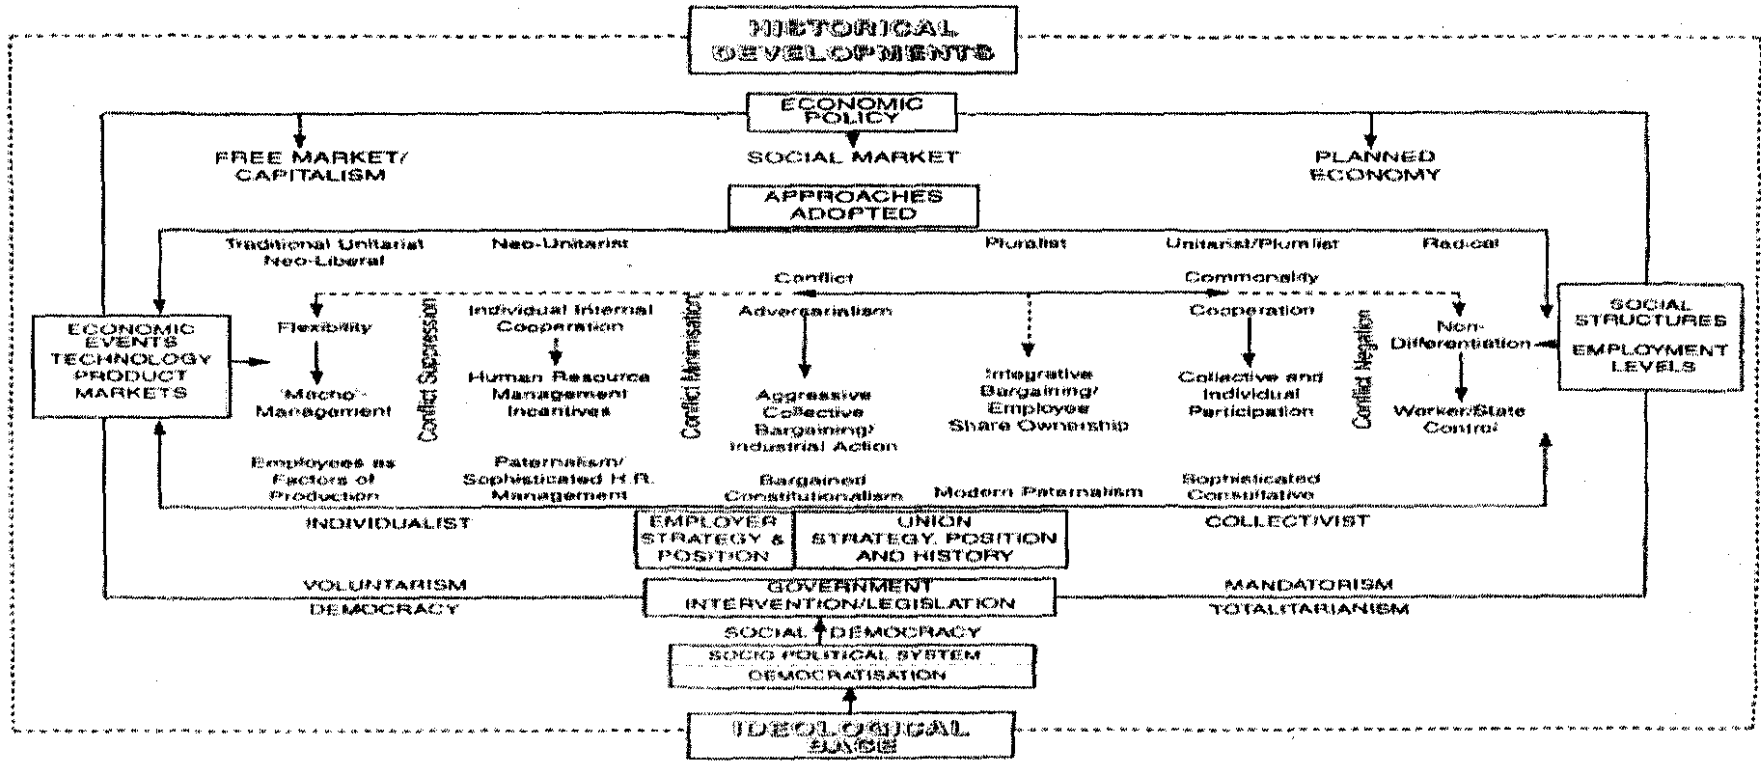 HISTORICAL
DEVELOPMENTS
ECONOMIC
POLICY
FREE MARKET/
CAPITALISM
SOCIAL MARKET
PLANNED
ECONOMY
APPROACHES
ADOPTED
Traditional Unitarist
Neo-Liberal
Neo-Unitarist
Pluralist
Unitarist/Pluralist
Radical
Conflict
Commonality
ECONOMIC
EVENTS
TECHNOLOGY
PRODUCT
MARKETS
Flexibility
'Macho'-
Management
Employees as
Factors of
Production
Conflict Suppression
Individual Internal
Cooperation
Human Resource
Management
Incentives
Paternalism/
Sophisticated H.R.
Management
Conflict Minimisation
Adversarialism
Aggressive
Collective
Bargaining/
Industrial Action
Bargained
Constitutionalism
Integrative
Bargaining/
Employee
Share Ownership
Modern Paternalism
Cooperation
Collective and
Individual
Participation
Sophisticated
Consultative
Conflict Negation
Non-
Differentiation
Worker/State
Control
SOCIAL
STRUCTURES
EMPLOYMENT
LEVELS
INDIVIDUALIST
COLLECTIVIST
EMPLOYER
STRATEGY &
POSITION
UNION
STRATEGY, POSITION
AND HISTORY
VOLUNTARISM
DEMOCRACY
GOVERNMENT
INTERVENTION/LEGISLATION
MANDATORISM
TOTALITARIANISM
SOCIAL DEMOCRACY
SOCIO POLITICAL SYSTEM
DEMOCRATISATION
IDEOLOGICAL
BASE